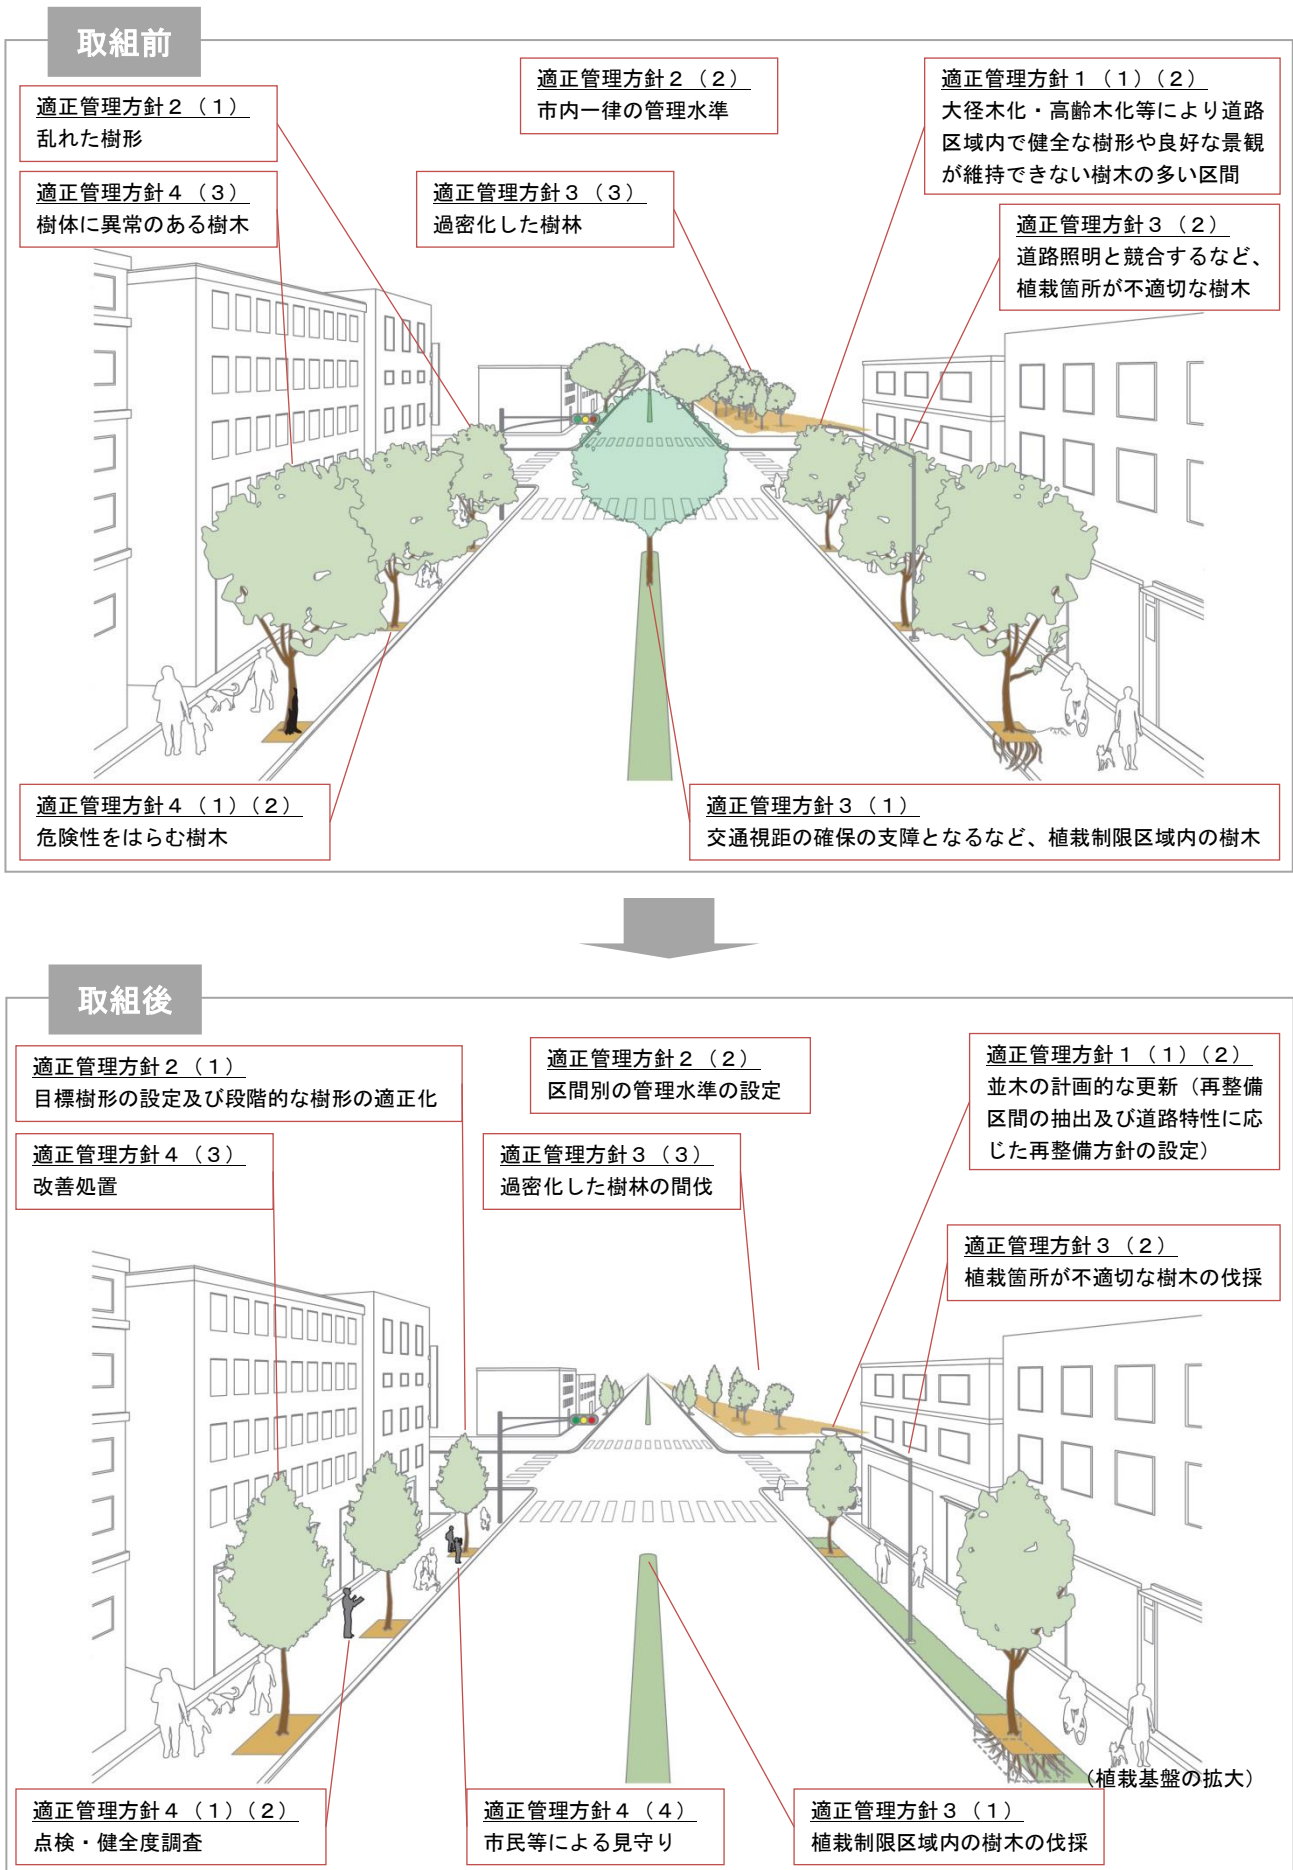 取組前
適正管理方針２（１）
乱れた樹形
適正管理方針２（２）
市内一律の管理水準
適正管理方針１（１）（２）
大径木化・高齢木化等により道路
区域内で健全な樹形や良好な景観
が維持できない樹木の多い区間
適正管理方針４（３）
樹体に異常のある樹木
適正管理方針３（３）
過密化した樹林
適正管理方針３（２）
道路照明と競合するなど、
植栽箇所が不適切な樹木
適正管理方針４（１）（２）
危険性をはらむ樹木
適正管理方針３（１）
交通視距の確保の支障となるなど、植栽制限区域内の樹木
取組後
適正管理方針２（１）
目標樹形の設定及び段階的な樹形の適正化
適正管理方針２（２）
区間別の管理水準の設定
適正管理方針１（１）（２）
並木の計画的な更新（再整備
区間の抽出及び道路特性に応
じた再整備方針の設定）
適正管理方針４（３）
改善処置
適正管理方針３（３）
過密化した樹林の間伐
適正管理方針３（２）
植栽箇所が不適切な樹木の伐採
（植栽基盤の拡大）
適正管理方針４（１）（２）
点検・健全度調査
適正管理方針４（４）
市民等による見守り
適正管理方針３（１）
植栽制限区域内の樹木の伐採